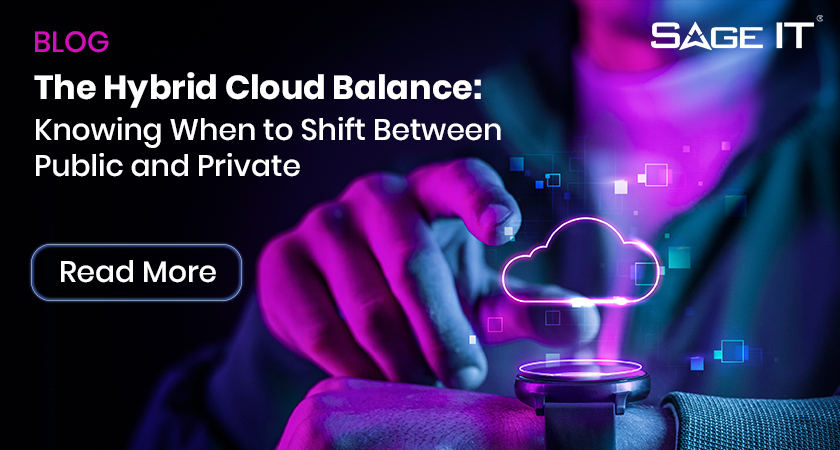 BLOG
SAGE IT
The Hybrid Cloud Balance:
Knowing When to Shift Between
Public and Private
Read More